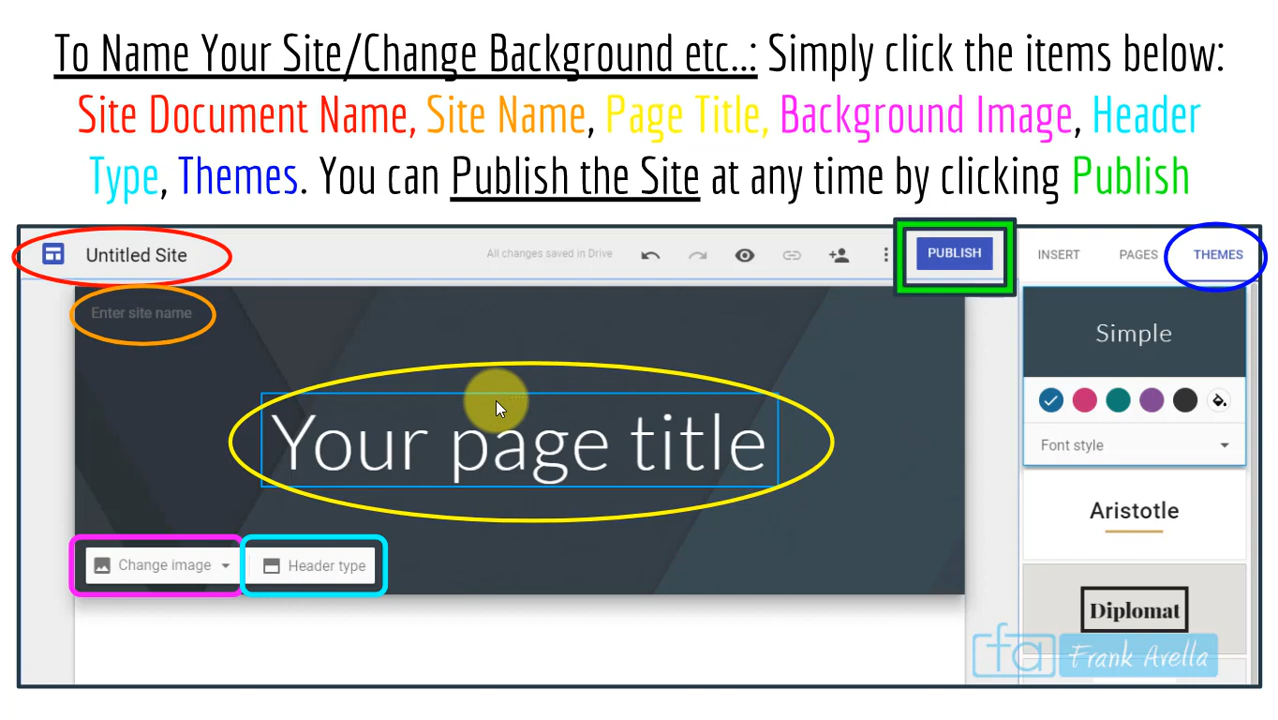 To Name Your Site/Change Background etc..: Simply click the items below:
Site Document Name, Site Name, Page Title, Background Image, Header
Type, Themes. You can Publish the Site at any time by clicking Publish
Untitled Site
All changes saved in Drive
PUBLISH
INSERT
PAGES
THEMES
Enter site name
Simple
Your page title
Font style
Aristotle
Change image
Header type
Diplomat
fa Frank Arella